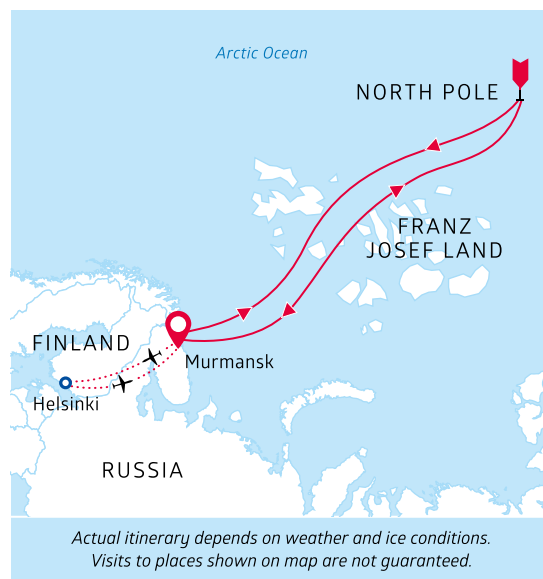 Arctic Ocean
NORTH POLE
FRANZ
JOSEF LAND
FINLAND
Murmansk
Helsinki
RUSSIA
Actual itinerary depends on weather and ice conditions.
Visits to places shown on map are not guaranteed.